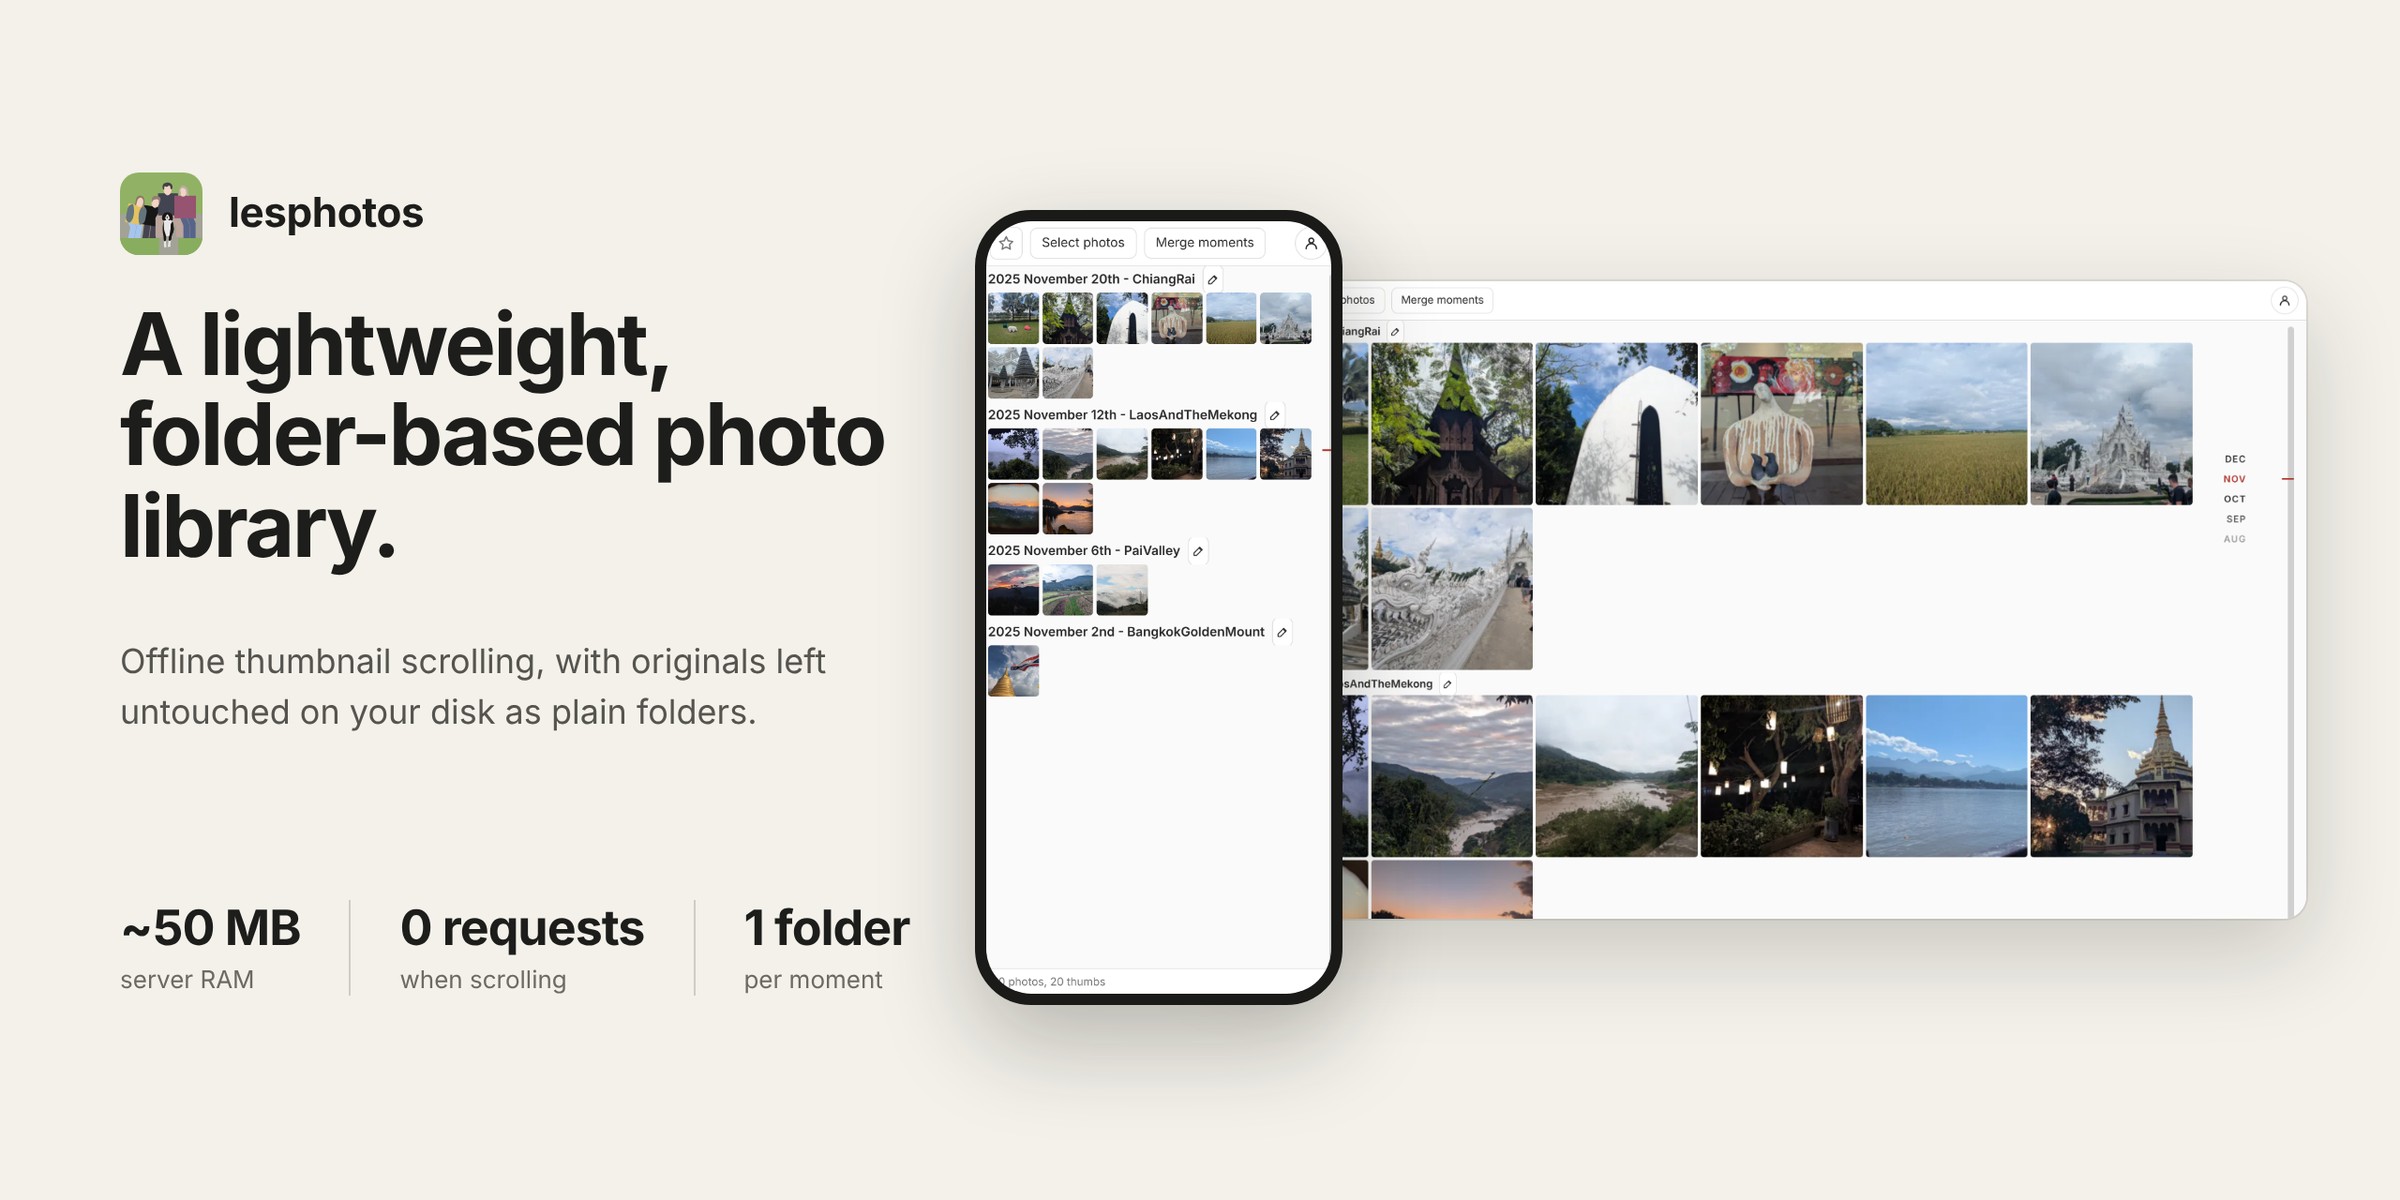 lesphotos
A lightweight,
folder-based photo
library.
Offline thumbnail scrolling, with originals left
untouched on your disk as plain folders.
~50 MB
server RAM
0 requests
when scrolling
1 folder
per moment
Select photos
Merge moments
2025 November 20th - ChiangRai
2025 November 12th - LaosAndTheMekong
2025 November 6th - PaiValley
2025 November 2nd - BangkokGoldenMount
photos, 20 thumbs
photos
Merge moments
iangRai
sAndTheMekong
DEC
NOV
OCT
SEP
AUG